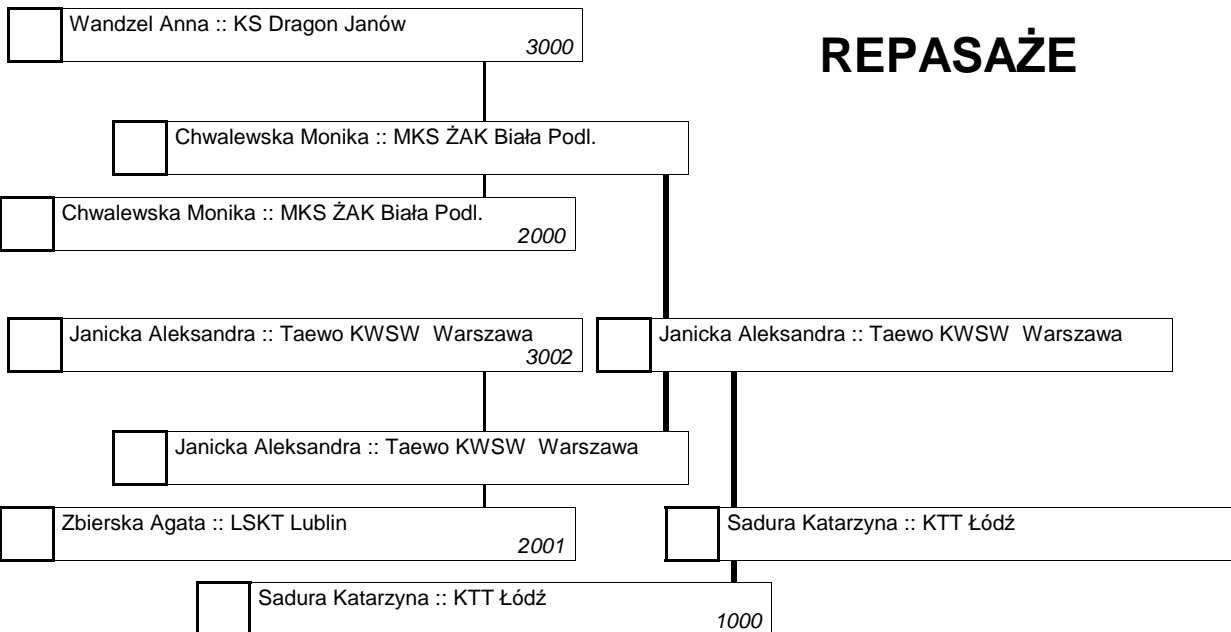 Wandzel Anna :: KS Dragon Janów
3000
REPASAŻE
Chwalewska Monika :: MKS ŻAK Biała Podl.
Chwalewska Monika :: MKS ŻAK Biała Podl.
2000
Janicka Aleksandra :: Taewo KWSW  Warszawa
3002
Janicka Aleksandra :: Taewo KWSW  Warszawa
Janicka Aleksandra :: Taewo KWSW  Warszawa
Zbierska Agata :: LSKT Lublin
2001
Sadura Katarzyna :: KTT Łódź
Sadura Katarzyna :: KTT Łódź
1000